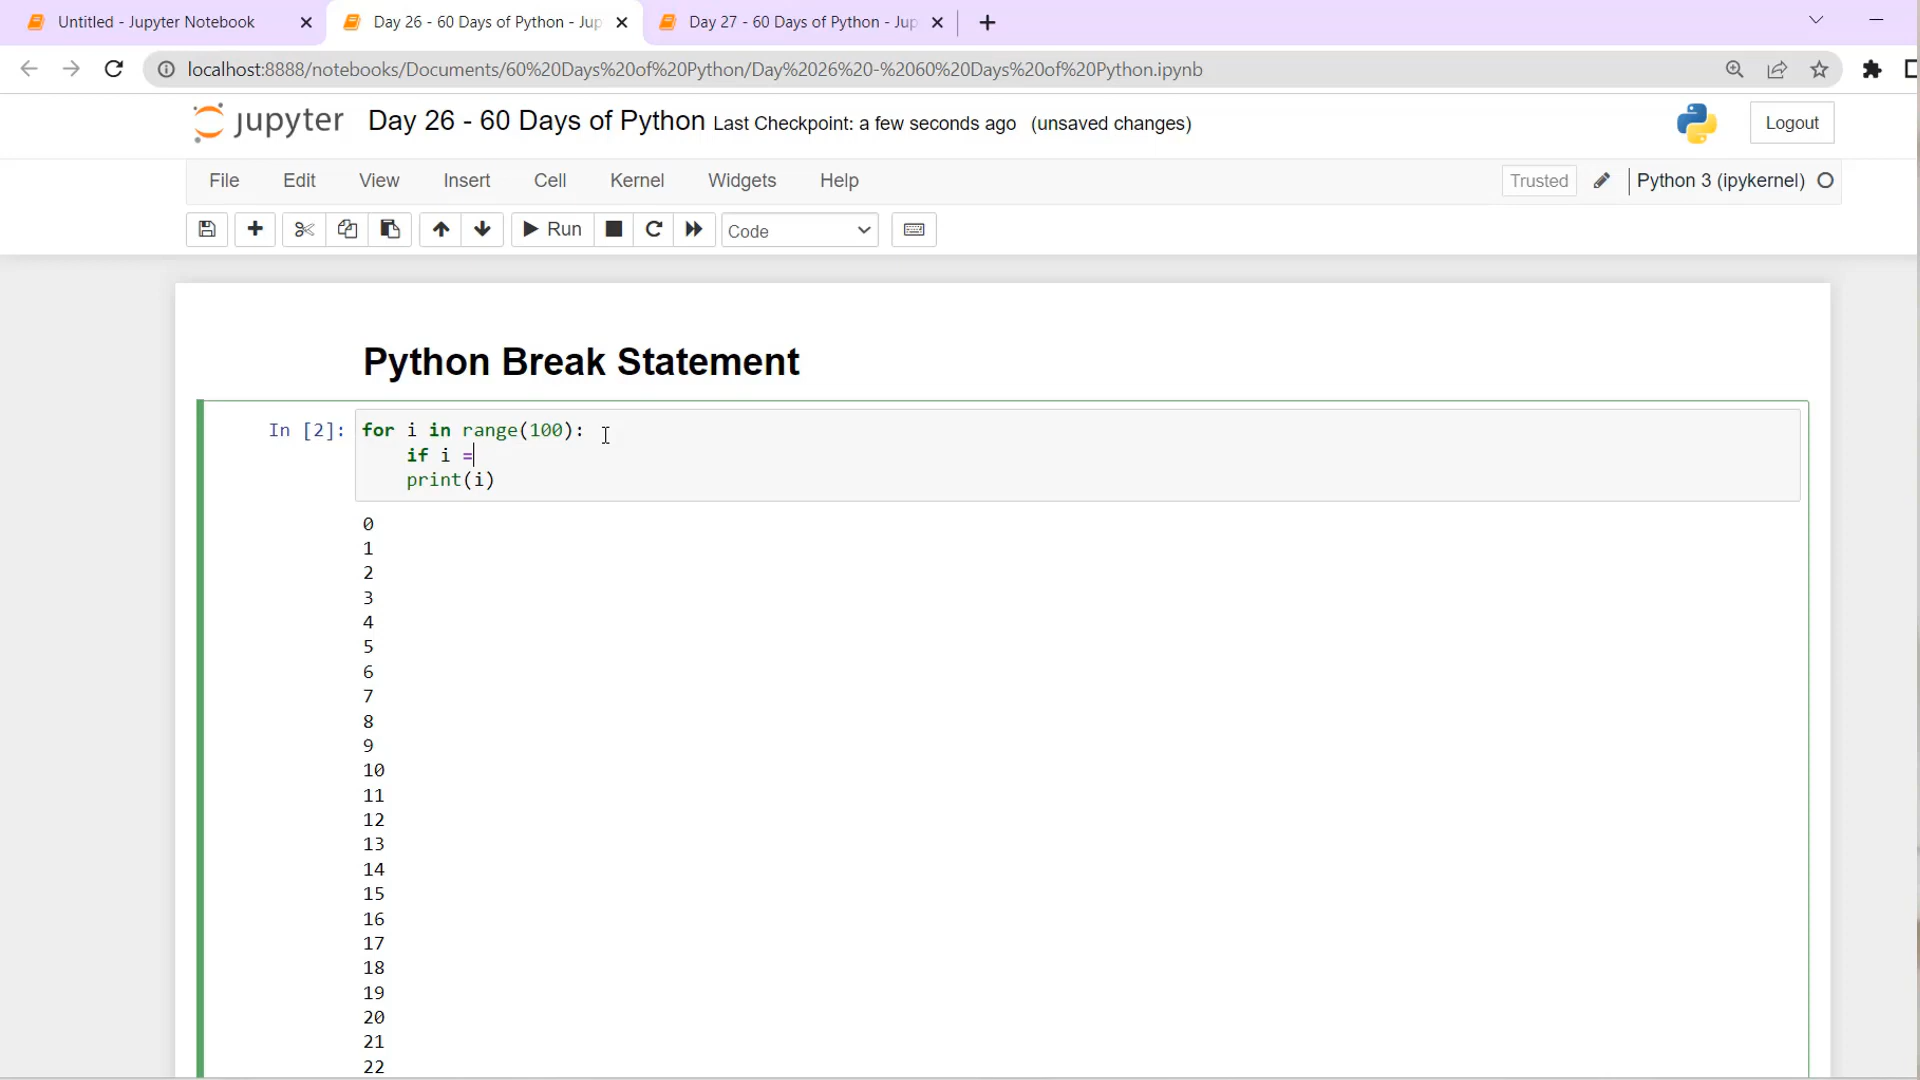 Untitled - Jupyter Notebook
Day 26 - 60 Days of Python - Jup
Day 27 - 60 Days of Python - Jup
localhost:8888/notebooks/Documents/60%20Days%20of%20Python/Day%2026%20-%2060%20Days%20of%20Python.ipynb
jupyter Day 26 - 60 Days of Python Last Checkpoint: a few seconds ago (unsaved changes)
Logout
File Edit View Insert Cell Kernel Widgets Help
Trusted
Python 3 (ipykernel)
Run
Code
Python Break Statement
In [2]: for i in range(100):
    if i =
    print(i)
0
1
2
3
4
5
6
7
8
9
10
11
12
13
14
15
16
17
18
19
20
21
22